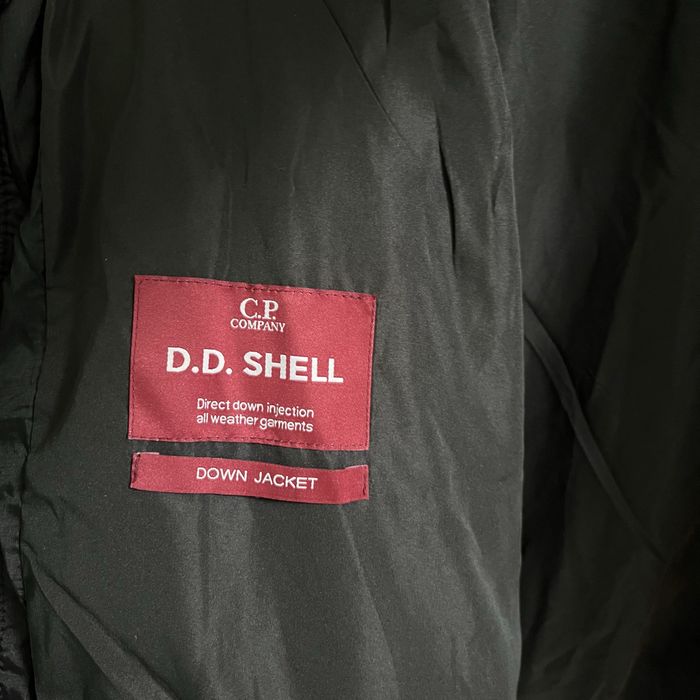 C.P.
COMPANY
D.D. SHELL
Direct down injection
all weather garments
DOWN JACKET